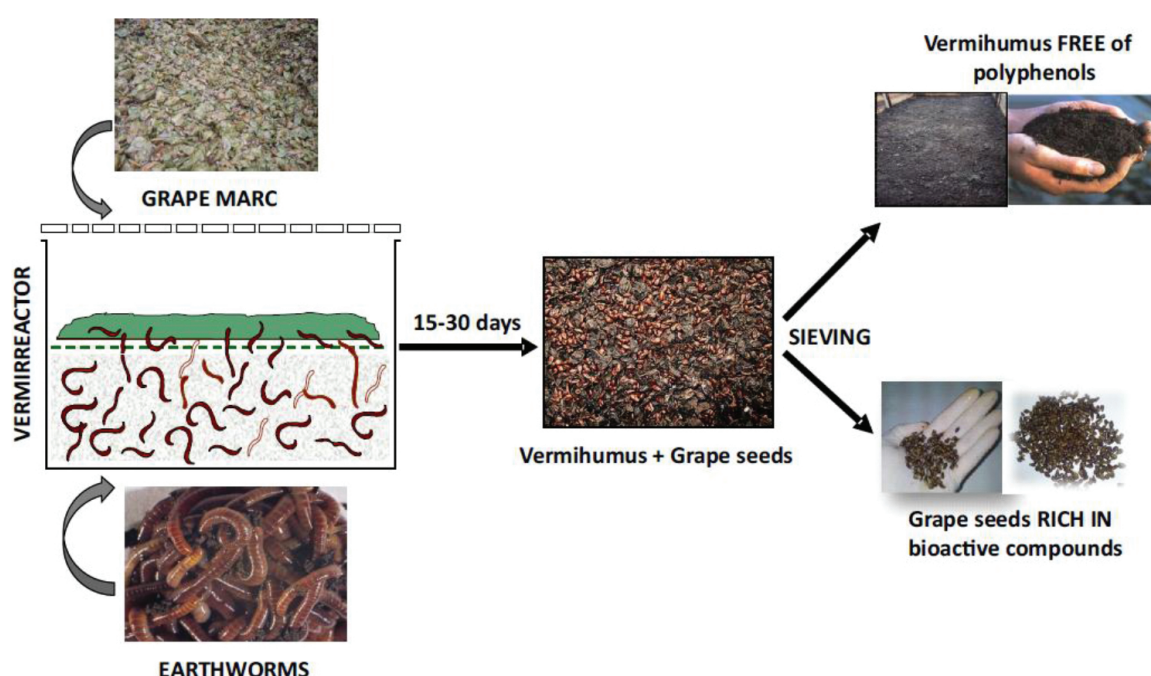 GRAPE MARC
VERMIRREACTOR
EARTHWORMS
15-30 days
Vermihumus + Grape seeds
SIEVING
Vermihumus FREE of
polyphenols
Grape seeds RICH IN
bioactive compounds